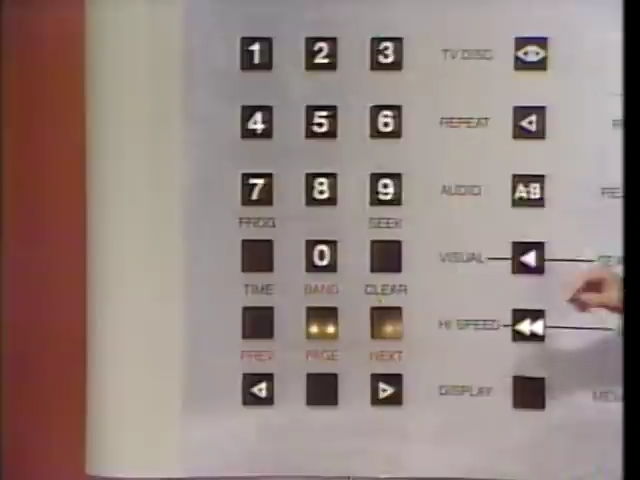 1 2 3 TV DISC
4 5 6 REPEAT
7 8 9 AUDIO A-B
PROG SEEK
0 VISUAL
TIME BAND CLEAR
HI SPEED
PREV PAGE NEXT
DISPLAY